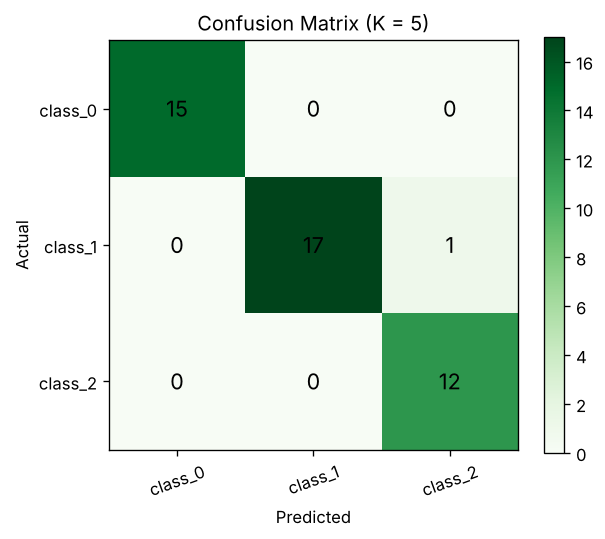 Confusion Matrix (K = 5)
class_0
15
0
0
class_1
0
17
1
class_2
0
0
12
class_0
class_1
class_2
Predicted
Actual
16
14
12
10
8
6
4
2
0